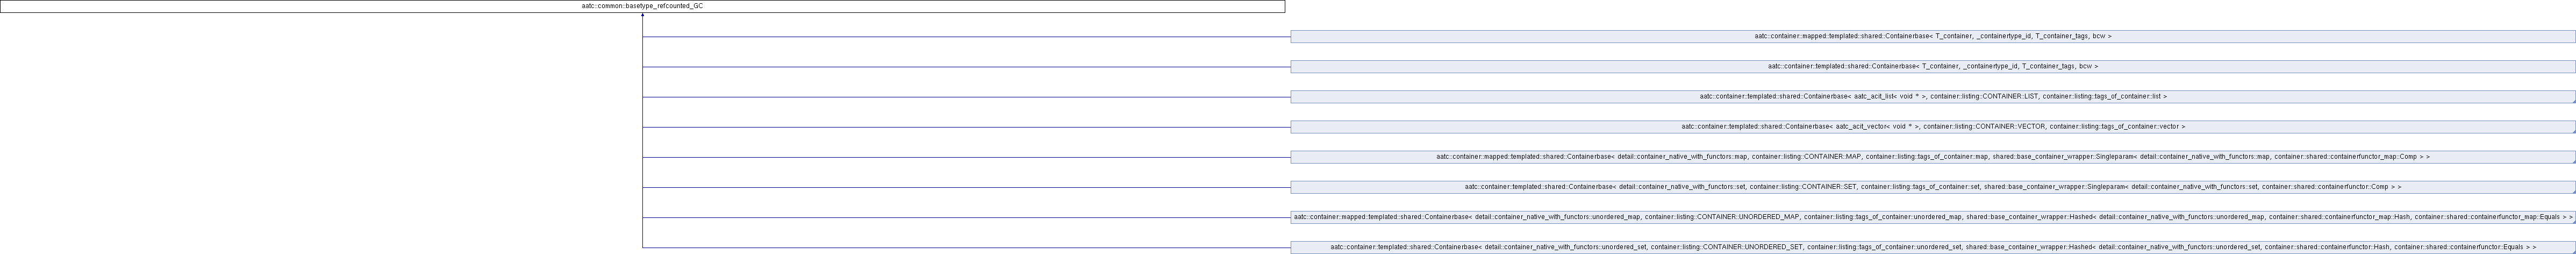 aatc::common::basetype_refcounted_GC
aatc::container::mapped::templated::shared::Containerbase< T_container, _containertype_id, T_container_tags, bcw >
aatc::container::templated::shared::Containerbase< T_container, _containertype_id, T_container_tags, bcw >
aatc::container::templated::shared::Containerbase< aatc_acit_list< void * >, container::listing::CONTAINER::LIST, container::listing::tags_of_container::list >
aatc::container::templated::shared::Containerbase< aatc_acit_vector< void * >, container::listing::CONTAINER::VECTOR, container::listing::tags_of_container::vector >
aatc::container::mapped::templated::shared::Containerbase< detail::container_native_with_functors::map, container::listing::CONTAINER::MAP, container::listing::tags_of_container::map, shared::base_container_wrapper::Singleparam< detail::container_native_with_functors::map, container::shared::containerfunctor_map::Comp > >
aatc::container::templated::shared::Containerbase< detail::container_native_with_functors::set, container::listing::CONTAINER::SET, container::listing::tags_of_container::set, shared::base_container_wrapper::Singleparam< detail::container_native_with_functors::set, container::shared::containerfunctor::Comp > >
aatc::container::mapped::templated::shared::Containerbase< detail::container_native_with_functors::unordered_map, container::listing::CONTAINER::UNORDERED_MAP, container::listing::tags_of_container::unordered_map, shared::base_container_wrapper::Hashed< detail::container_native_with_functors::unordered_map, container::shared::containerfunctor_map::Hash, container::shared::containerfunctor_map::Equals > >
aatc::container::templated::shared::Containerbase< detail::container_native_with_functors::unordered_set, container::listing::CONTAINER::UNORDERED_SET, container::listing::tags_of_container::unordered_set, shared::base_container_wrapper::Hashed< detail::container_native_with_functors::unordered_set, container::shared::containerfunctor::Hash, container::shared::containerfunctor::Equals > >